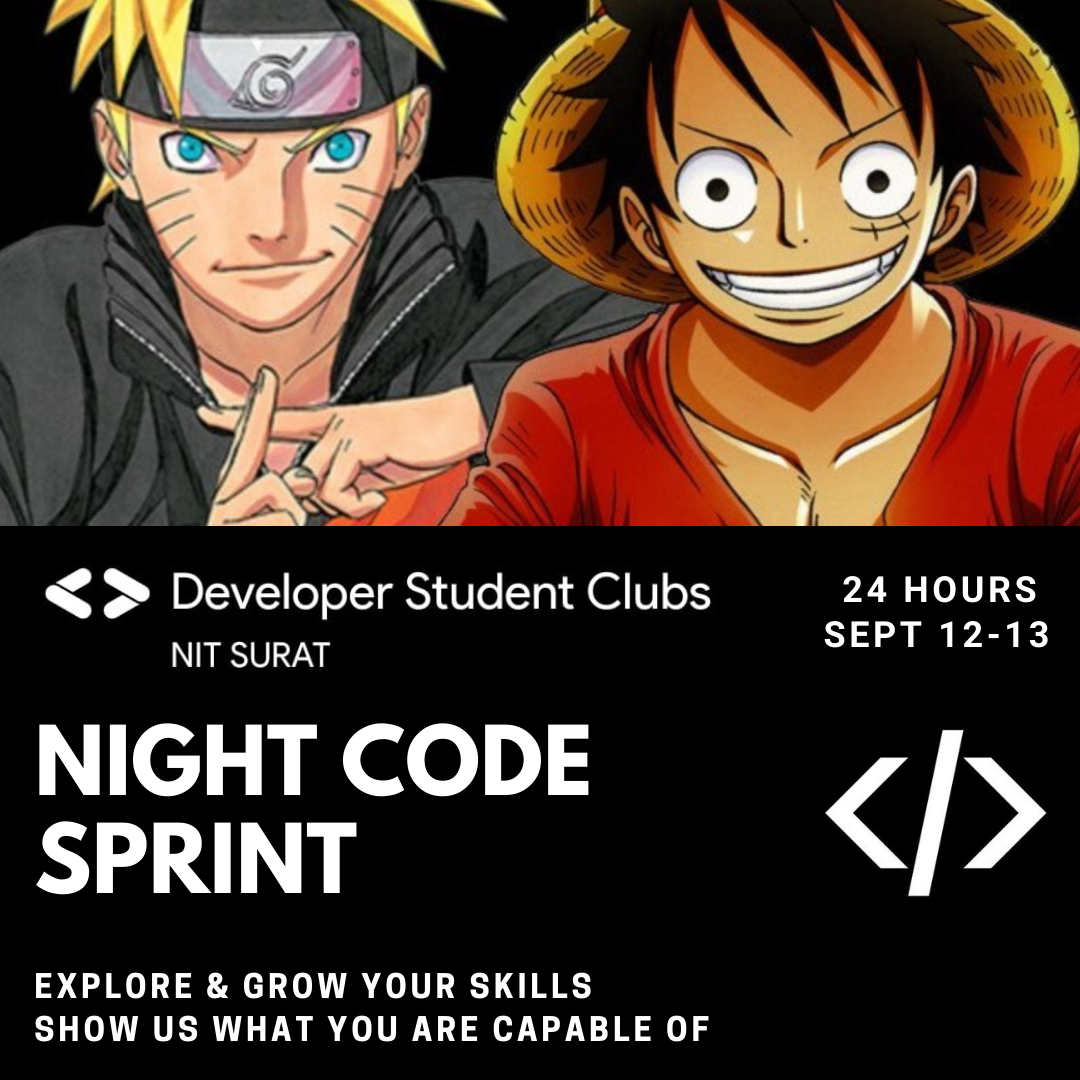 Developer Student Clubs
NIT SURAT
24 HOURS
SEPT 12-13
NIGHT CODE
SPRINT
</>
EXPLORE & GROW YOUR SKILLS
SHOW US WHAT YOU ARE CAPABLE OF